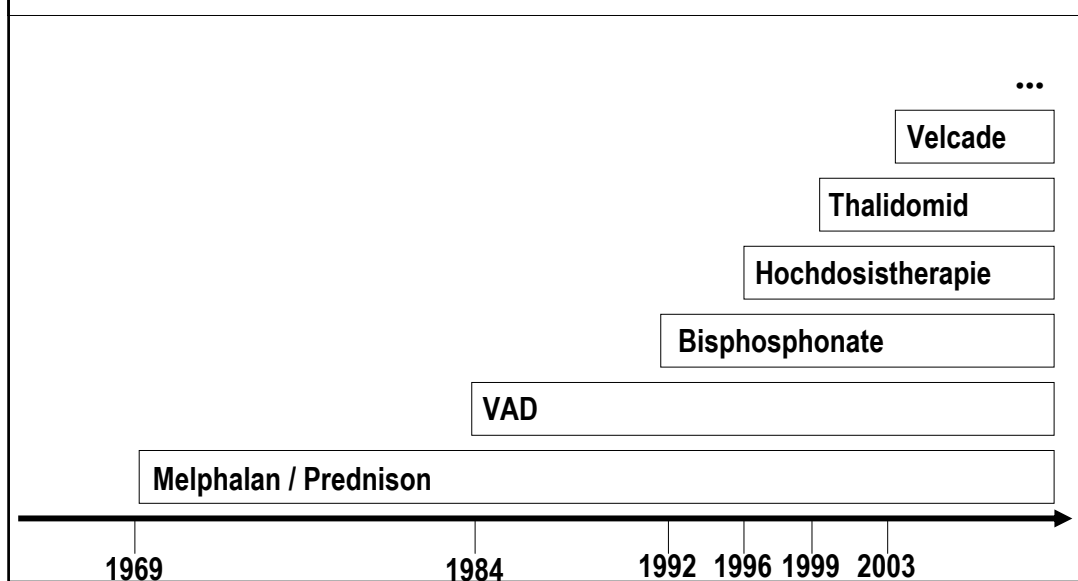 ...
Velcade
Thalidomid
Hochdosistherapie
Bisphosphonate
VAD
Melphalan / Prednison
1969 1984 1992 1996 1999 2003